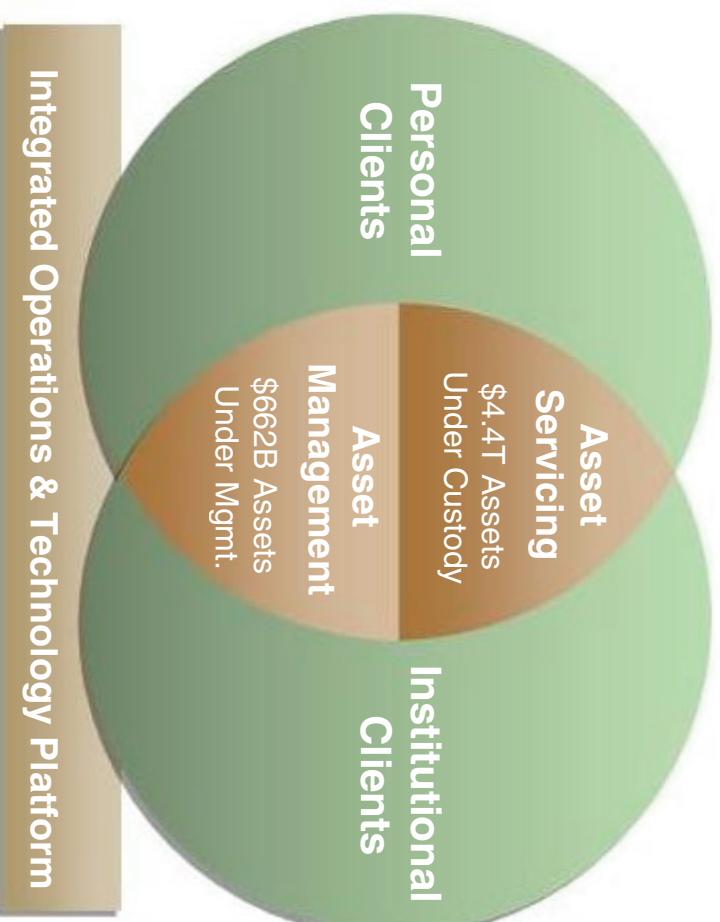 Personal
Clients
Asset
Servicing
$4.4T Assets
Under Custody
Asset
Management
$662B Assets
Under Mgmt.
Institutional
Clients
Integrated Operations & Technology Platform